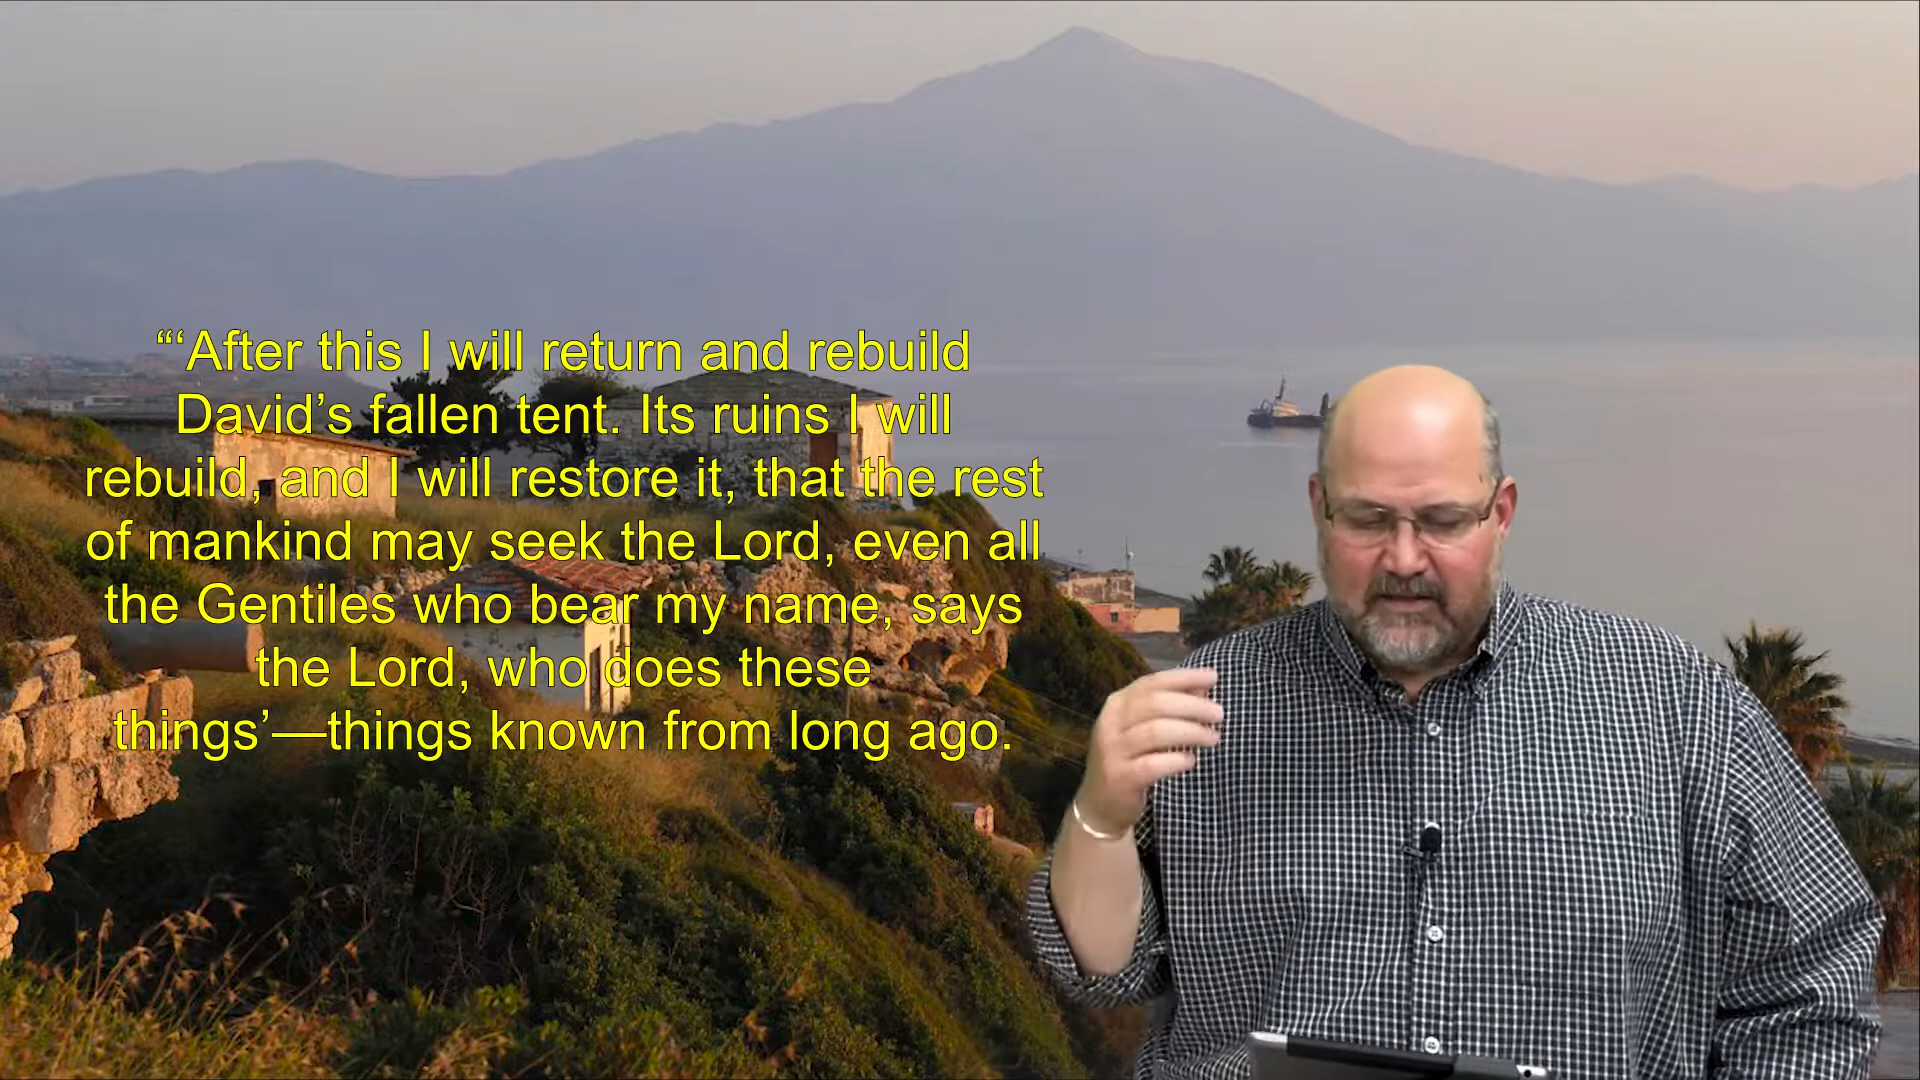 “‘After this I will return and rebuild
David’s fallen tent. Its ruins I will
rebuild, and I will restore it, that the rest
of mankind may seek the Lord, even all
the Gentiles who bear my name, says
the Lord, who does these
things’—things known from long ago.